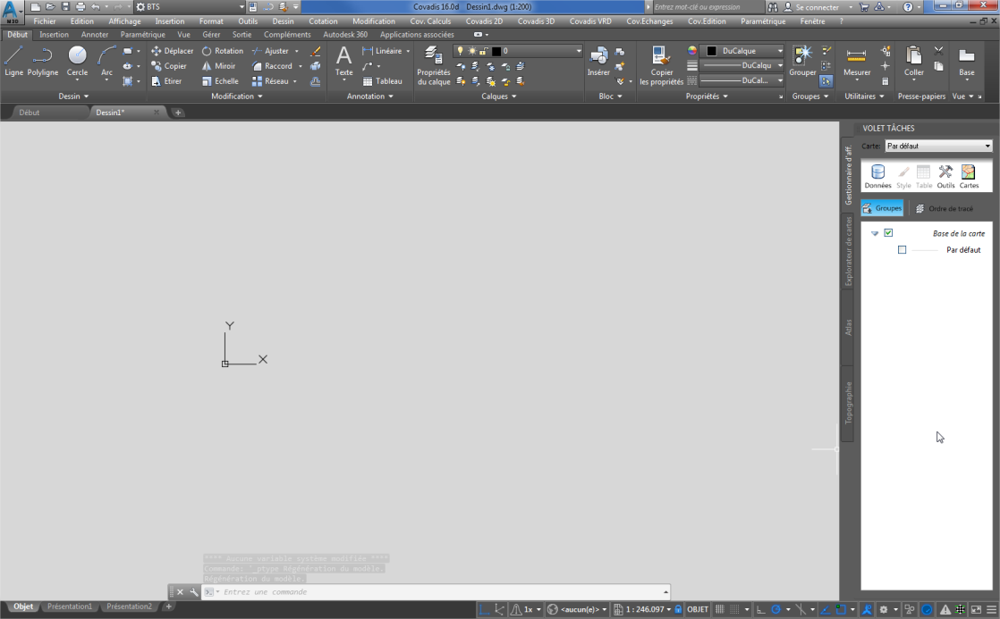 BTS
Covadis 16.0d Dessin1.dwg (1:200)
Entrez mot-clé ou expression
Se connecter
M3D
Fichier Edition Affichage Insertion Format Outils Dessin Cotation Modification Cov. Calculs Covadis 2D Covadis 3D Covadis VRD Cov.Echanges Cov.Edition Paramétrique Fenêtre ?
Début Insertion Annoter Paramétrique Vue Gérer Sortie Compléments Autodesk 360 Applications associées
Ligne Polyligne Cercle Arc
Déplacer Rotation Ajuster
Copier Miroir Raccord
Etirer Echelle Réseau
Texte
Linéaire
Tableau
Propriétés
du calque
0
Insérer
Copier
les propriétés
DuCalque
DuCalqu
DuCal...
Grouper
Mesurer
Coller
Base
Dessin Modification Annotation Calques Bloc Propriétés Groupes Utilitaires Presse-papiers Vue
Début Dessin1*
VOLET TÂCHES
Carte: Par défaut
Données Style Table Outils Cartes
Groupes Ordre de tracé
Base de la carte
Par défaut
Gestionnaire d'aff.
Explorateur de cartes
Atlas
Topographie
Y
X
**** Aucune variable système modifiée ****
Commande: '_ptype Régénération du modèle.
Régénération du modèle.
Entrez une commande
Objet Présentation1 Présentation2 +
1x <aucun(e)> 1 : 246.097 OBJET